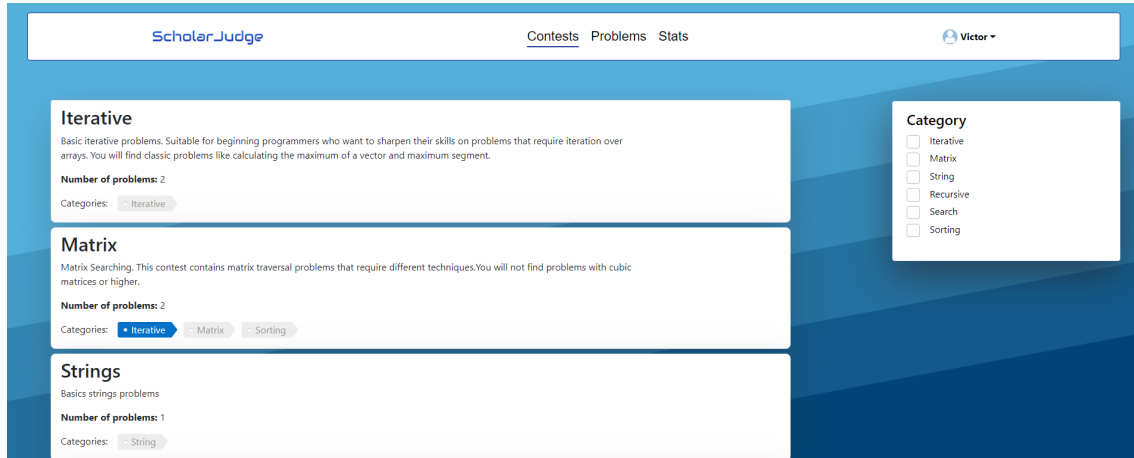 ScholarJudge
Contests Problems Stats
Victor
Iterative
Basic iterative problems. Suitable for beginning programmers who want to sharpen their skills on problems that require iteration over
arrays. You will find classic problems like calculating the maximum of a vector and maximum segment.
Number of problems: 2
Categories: Iterative
Matrix
Matrix Searching. This contest contains matrix traversal problems that require different techniques.You will not find problems with cubic
matrices or higher.
Number of problems: 2
Categories: Iterative Matrix Sorting
Strings
Basics strings problems
Number of problems: 1
Categories: String
Category
Iterative
Matrix
String
Recursive
Search
Sorting